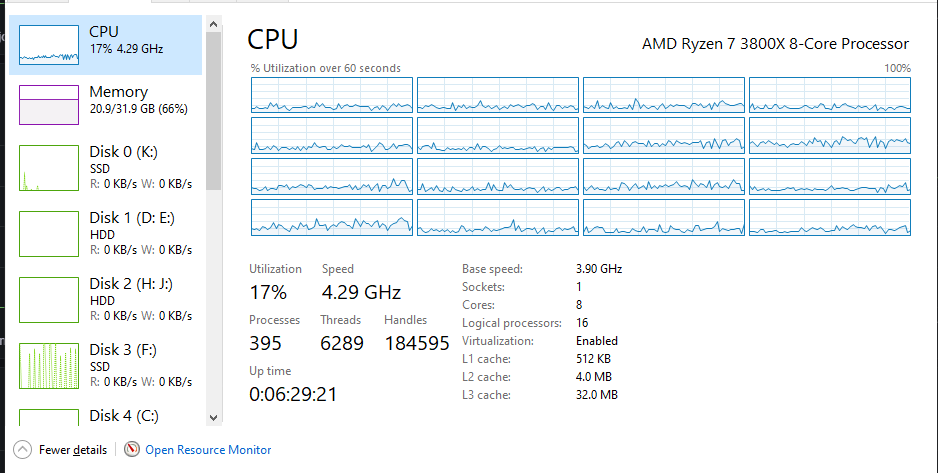 CPU
17% 4.29 GHz
Memory
20.9/31.9 GB (66%)
Disk 0 (K:)
SSD
R: 0 KB/s W: 0 KB/s
Disk 1 (D: E:)
HDD
R: 0 KB/s W: 0 KB/s
Disk 2 (H: J:)
HDD
R: 0 KB/s W: 0 KB/s
Disk 3 (F:)
SSD
R: 0 KB/s W: 0 KB/s
Disk 4 (C:)
CPU
AMD Ryzen 7 3800X 8-Core Processor
% Utilization over 60 seconds
100%
Utilization Speed
17% 4.29 GHz
Processes Threads Handles
395 6289 184595
Up time
0:06:29:21
Base speed: 3.90 GHz
Sockets: 1
Cores: 8
Logical processors: 16
Virtualization: Enabled
L1 cache: 512 KB
L2 cache: 4.0 MB
L3 cache: 32.0 MB
Fewer details
Open Resource Monitor